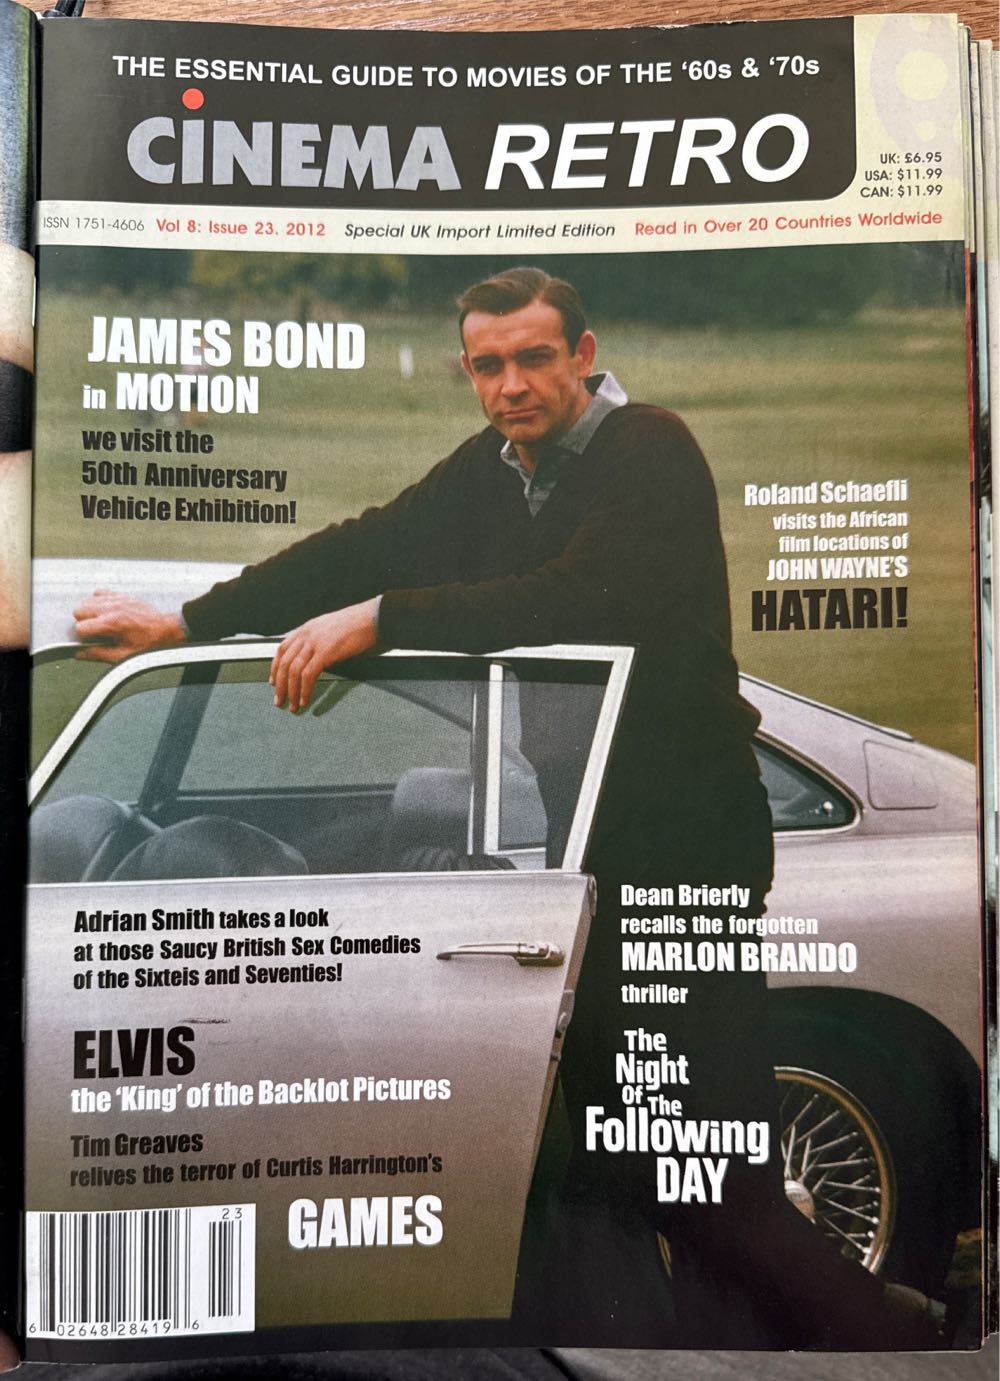 THE ESSENTIAL GUIDE TO MOVIES OF THE ‘60s & ‘70s
CINEMA RETRO
UK: £6.95
USA: $11.99
CAN: $11.99
ISSN 1751-4606 Vol 8: Issue 23, 2012 Special UK Import Limited Edition Read in Over 20 Countries Worldwide
JAMES BOND
in MOTION
we visit the
50th Anniversary
Vehicle Exhibition!
Roland Schaefli
visits the African
film locations of
JOHN WAYNE'S
HATARI!
Adrian Smith takes a look
at those Saucy British Sex Comedies
of the Sixteis and Seventies!
ELVIS
the ‘King’ of the Backlot Pictures
Tim Greaves
relives the terror of Curtis Harrington's
GAMES
Dean Brierly
recalls the forgotten
MARLON BRANDO
thriller
The
Night
Of The
Following
DAY
23
6 02648 28419 6